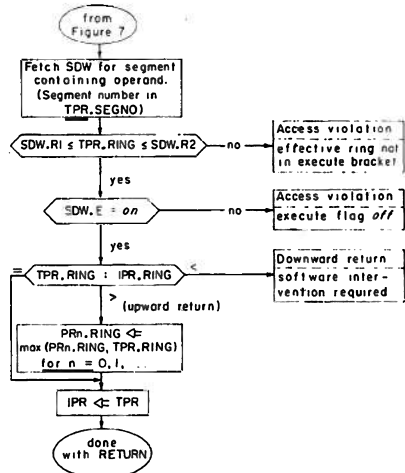 from
Figure 7
Fetch SDW for segment
containing operand.
(Segment number in
TPR.SEGNO)
SDW.R1 ≤ TPR.RING ≤ SDW.R2
no
Access violation
effective ring not
in execute bracket
yes
SDW.E = on
no
Access violation
execute flag off
yes
= TPR.RING : IPR.RING <
Downward return
software inter-
vention required
> (upward return)
PRn.RING ⇐
max(PRn.RING, TPR.RING)
for n = 0,1, ..
IPR ⇐ TPR
done
with RETURN